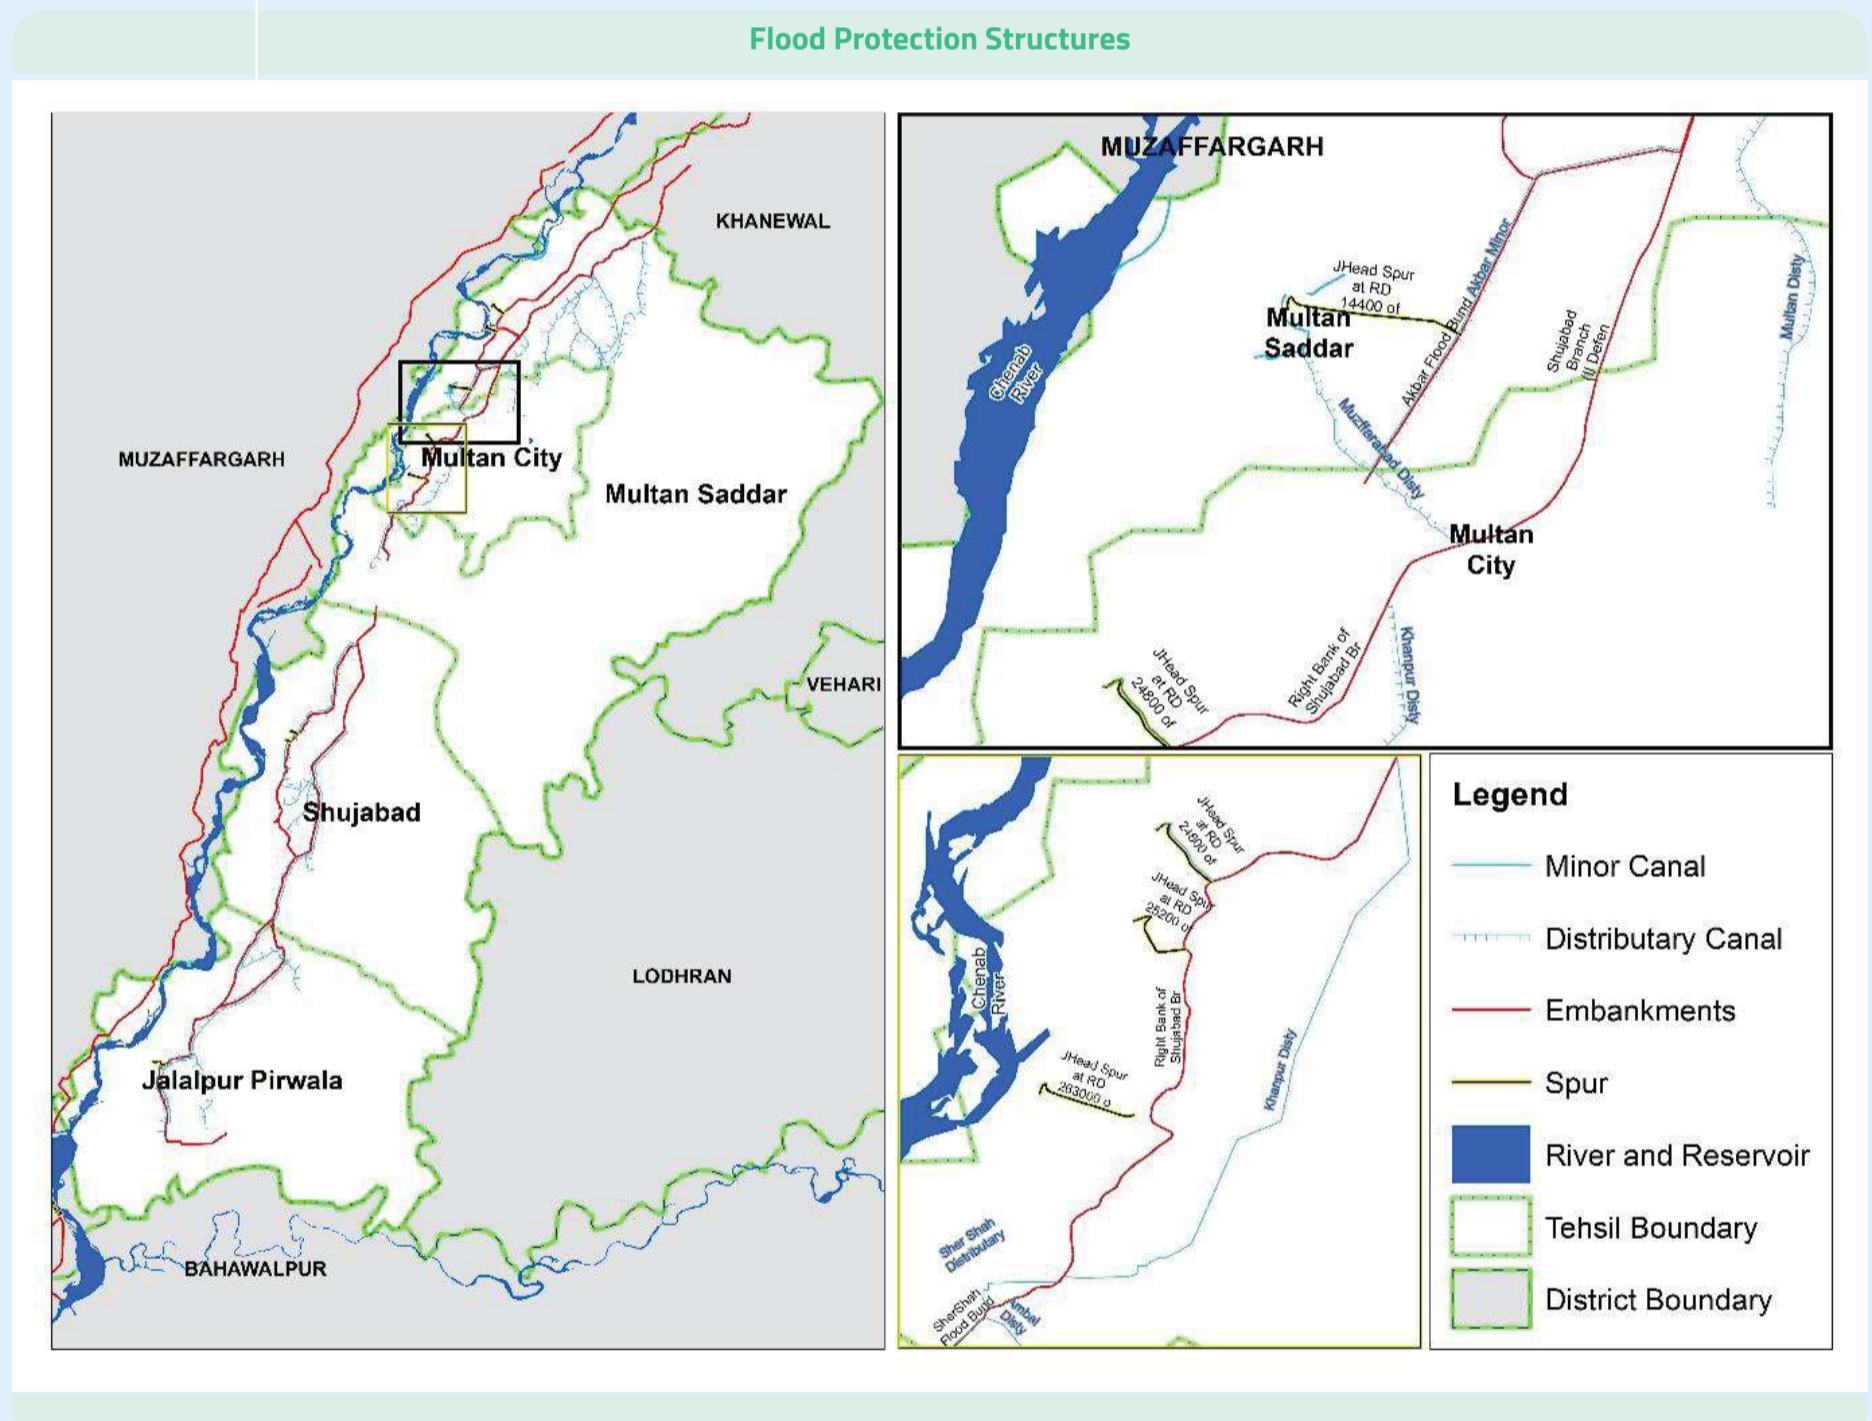 Flood Protection Structures
KHANEWAL
MUZAFFARGARH
Multan City
Multan Saddar
VEHARI
Shujabad
LODHRAN
Jalalpur Pirwala
BAHAWALPUR
MUZAFFARGARH
JHead Spur
at RD
14400 of
Multan
Saddar
Chenab
River
Akbar Flood Bund
Akbar Minor
Shujabad
Branch
(II Defen
Multan Disty
Muzffarabad Disty
Multan
City
Khanpur Disty
Right Bank of
Shujabad Br
JHead Spur
at RD
24800 of
JHead Spur
at RD
24800 of
JHead Spur
at RD
25200 o
Chenab
River
Right Bank of
Shujabad Br
Khanpur Disty
JHead Spur
at RD
263000 o
Sher Shah
Distributary
SherShah
Flood Bund
Ambal
Disty
Legend
Minor Canal
Distributary Canal
Embankments
Spur
River and Reservoir
Tehsil Boundary
District Boundary